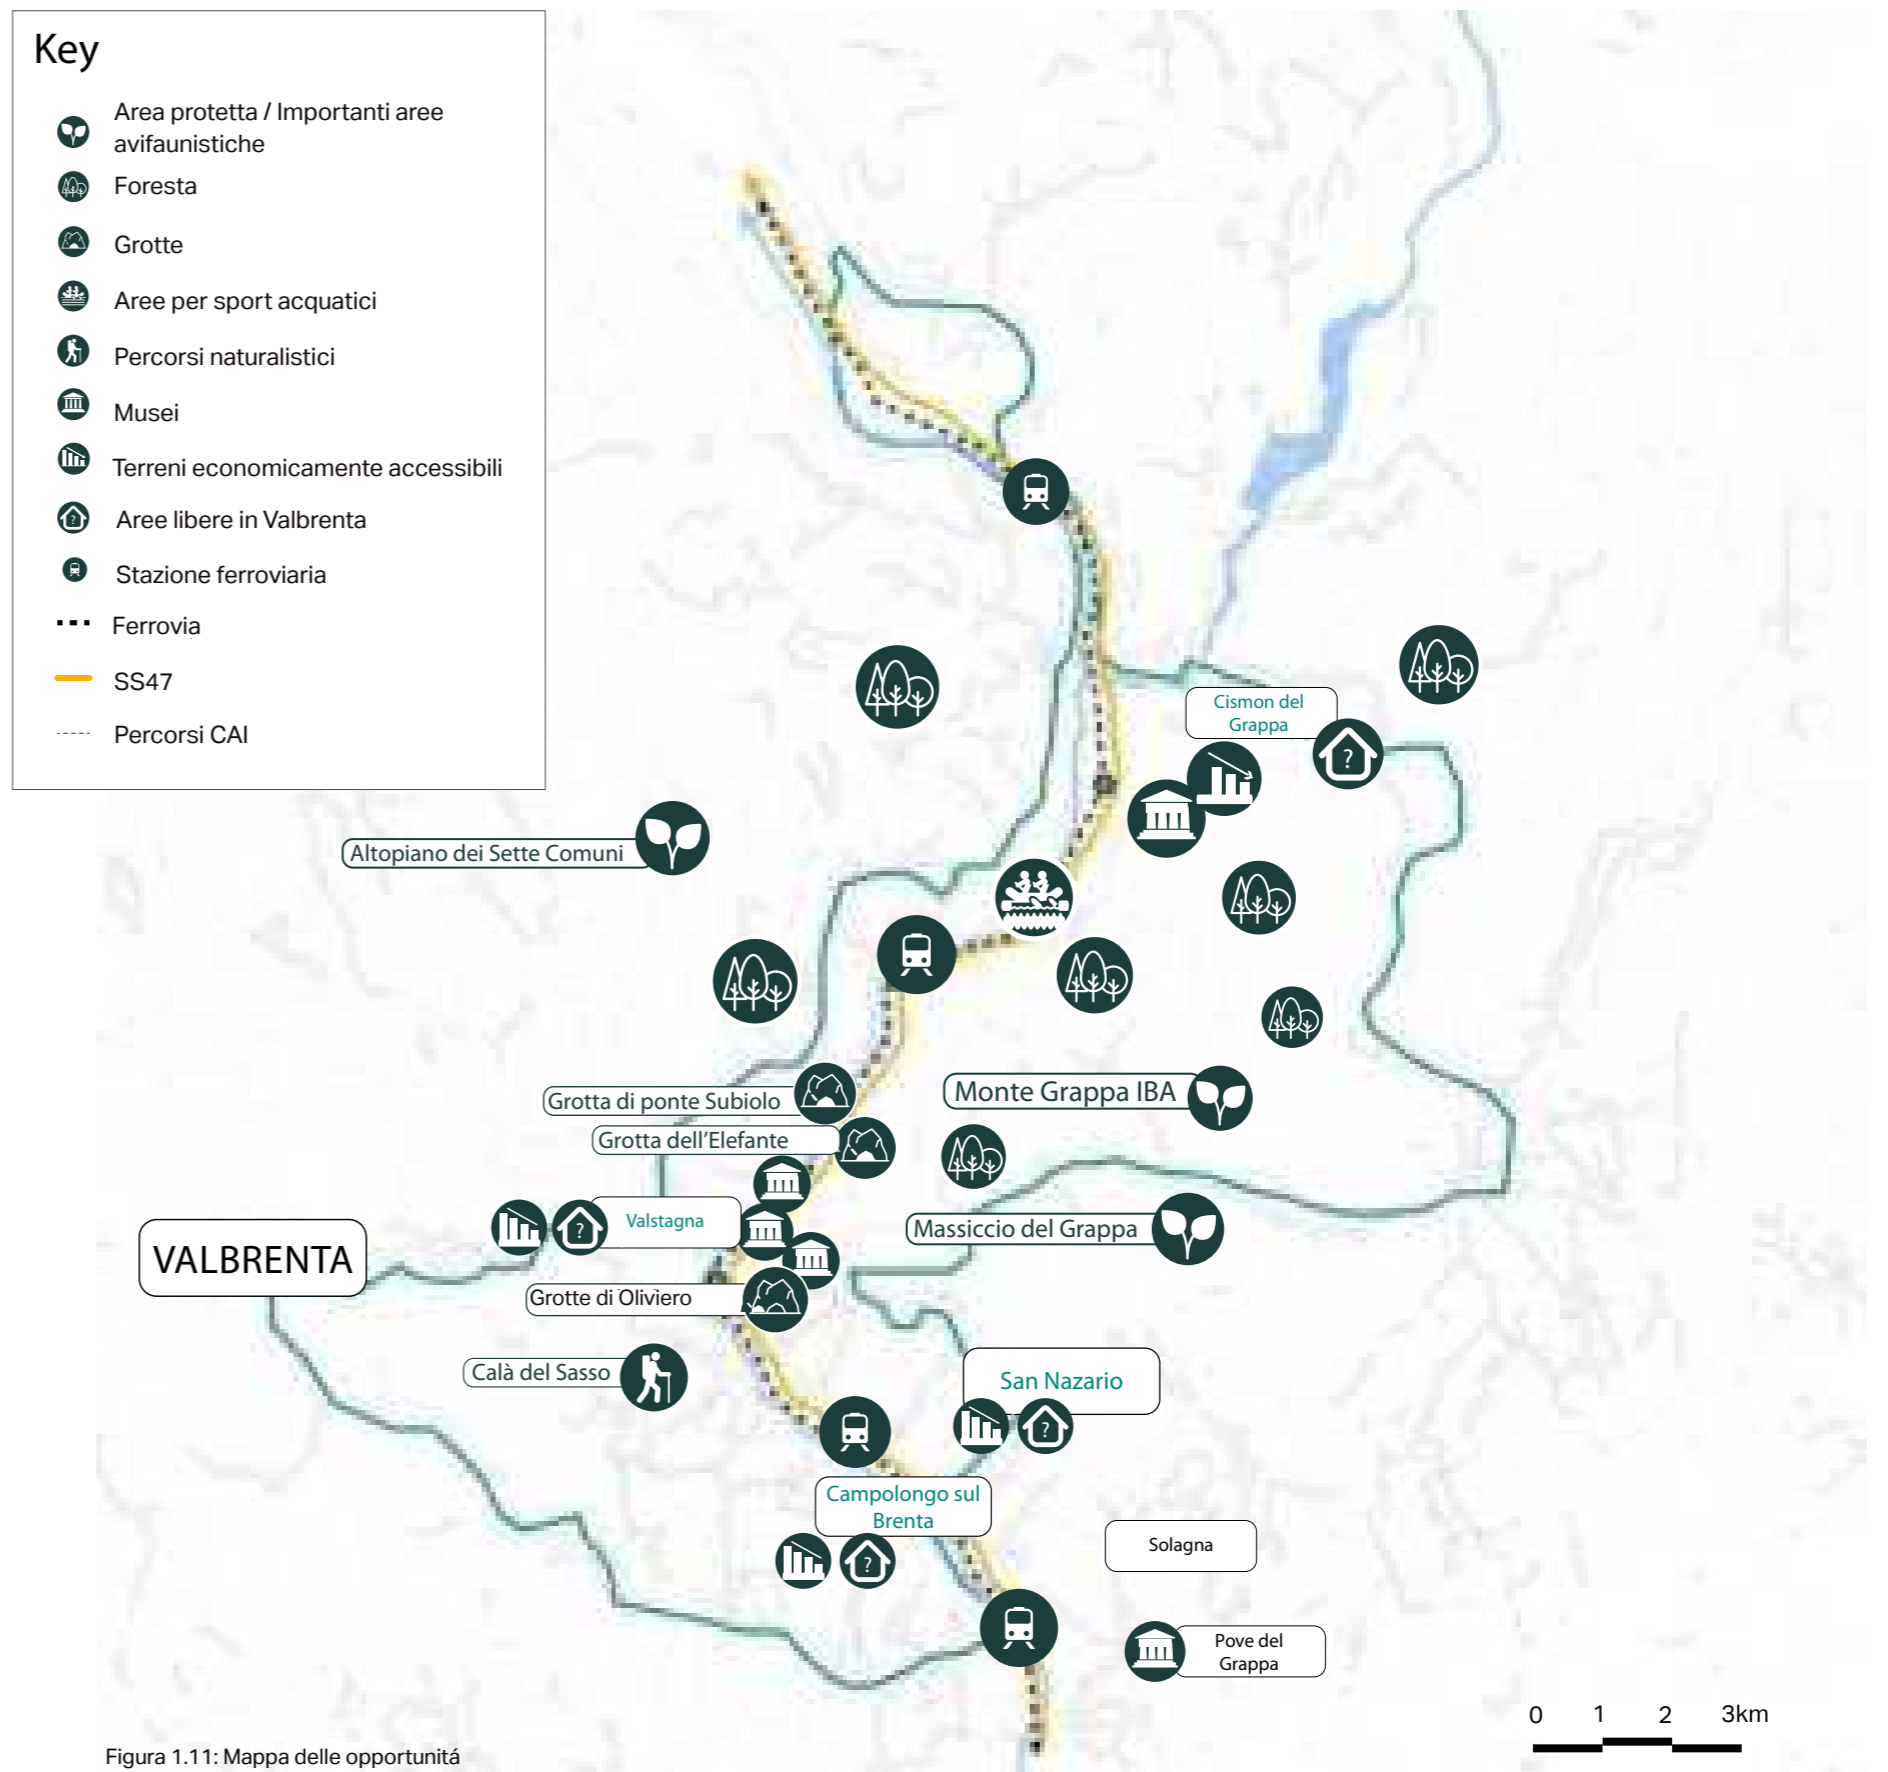 Key
Area protetta / Importanti aree
avifaunistiche
Foresta
Grotte
Aree per sport acquatici
Percorsi naturalistici
Musei
Terreni economicamente accessibili
Aree libere in Valbrenta
Stazione ferroviaria
Ferrovia
SS47
Percorsi CAI
Cismon del
Grappa
?
Altopiano dei Sette Comuni
Grotta di ponte Subiolo
Monte Grappa IBA
Grotta dell'Elefante
Valstagna
?
Massiccio del Grappa
VALBRENTA
Grotte di Oliviero
Calà del Sasso
San Nazario
?
Campolongo sul
Brenta
?
Solagna
Pove del
Grappa
0 1 2 3km
Figura 1.11: Mappa delle opportunitá